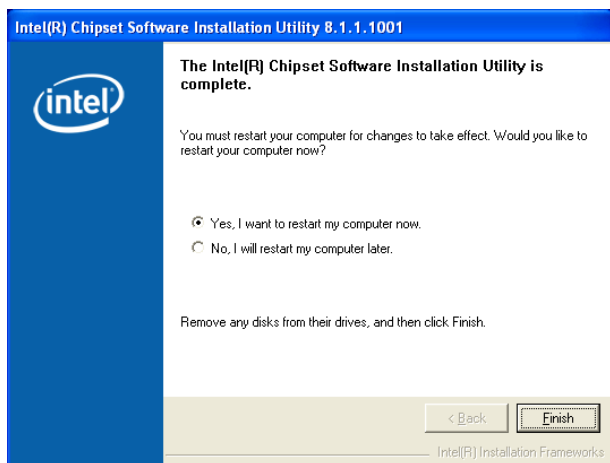 Intel(R) Chipset Software Installation Utility 8.1.1.1001
The Intel(R) Chipset Software Installation Utility is
complete.
intel
You must restart your computer for changes to take effect. Would you like to
restart your computer now?
Yes, I want to restart my computer now.
No, I will restart my computer later.
Remove any disks from their drives, and then click Finish.
< Back
Finish
Intel(R) Installation Frameworks